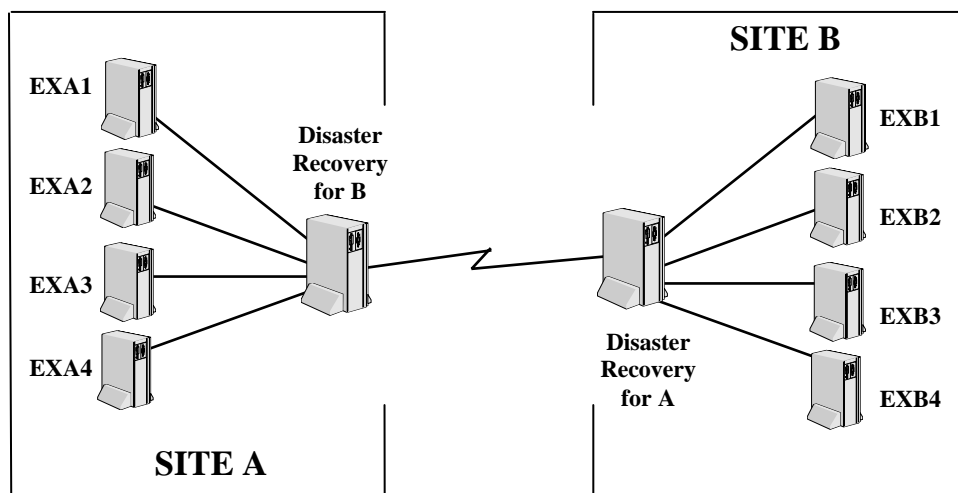 SITE B
EXA1
EXB1
Disaster
Recovery
for B
EXA2
EXB2
EXA3
EXB3
Disaster
Recovery
for A
EXA4
EXB4
SITE A